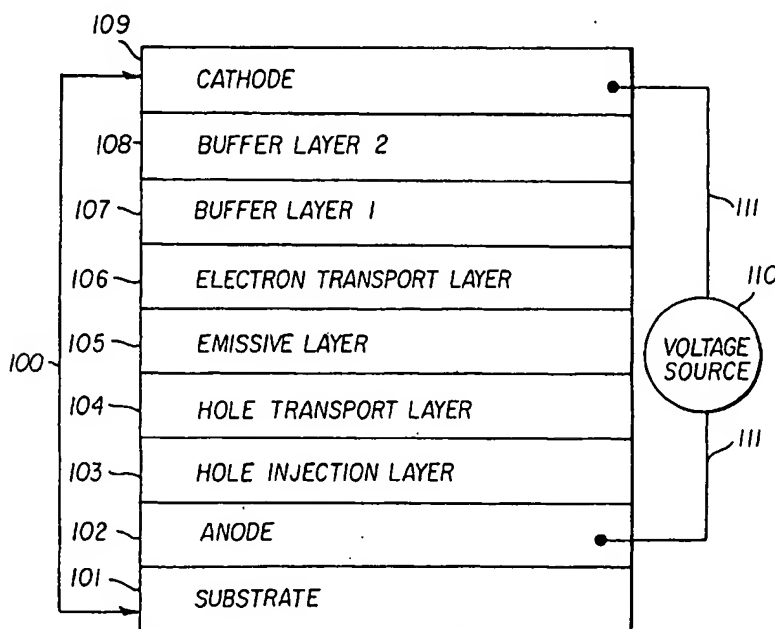 109
CATHODE
108
BUFFER LAYER 2
107
BUFFER LAYER 1
111
106
ELECTRON TRANSPORT LAYER
110
105
EMISSIVE LAYER
VOLTAGE
SOURCE
100
104
HOLE TRANSPORT LAYER
111
103
HOLE INJECTION LAYER
102
ANODE
101
SUBSTRATE